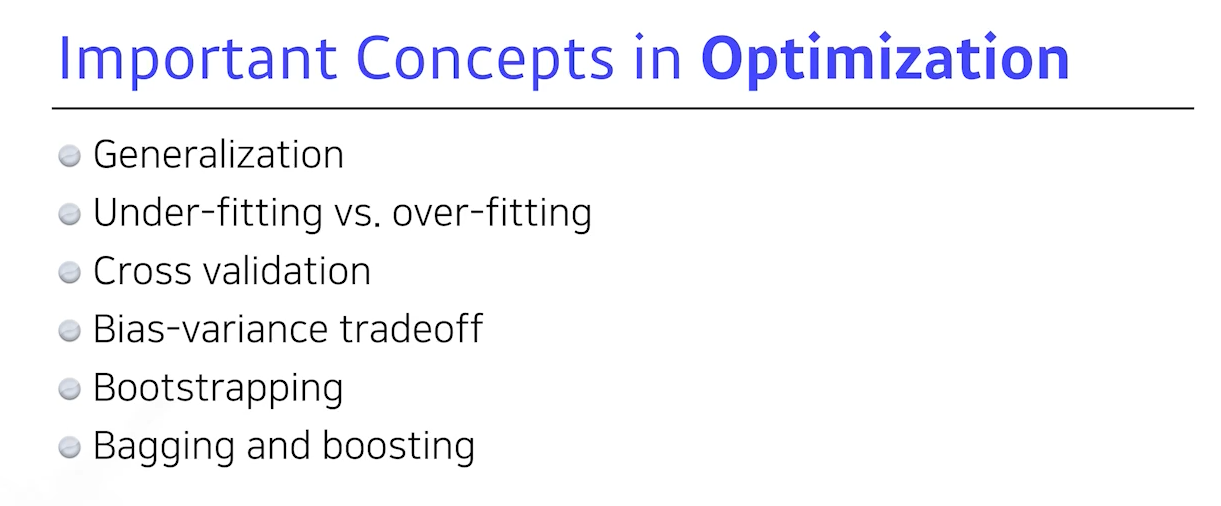 Important Concepts in Optimization
Generalization
Under-fitting vs. over-fitting
Cross validation
Bias-variance tradeoff
Bootstrapping
Bagging and boosting